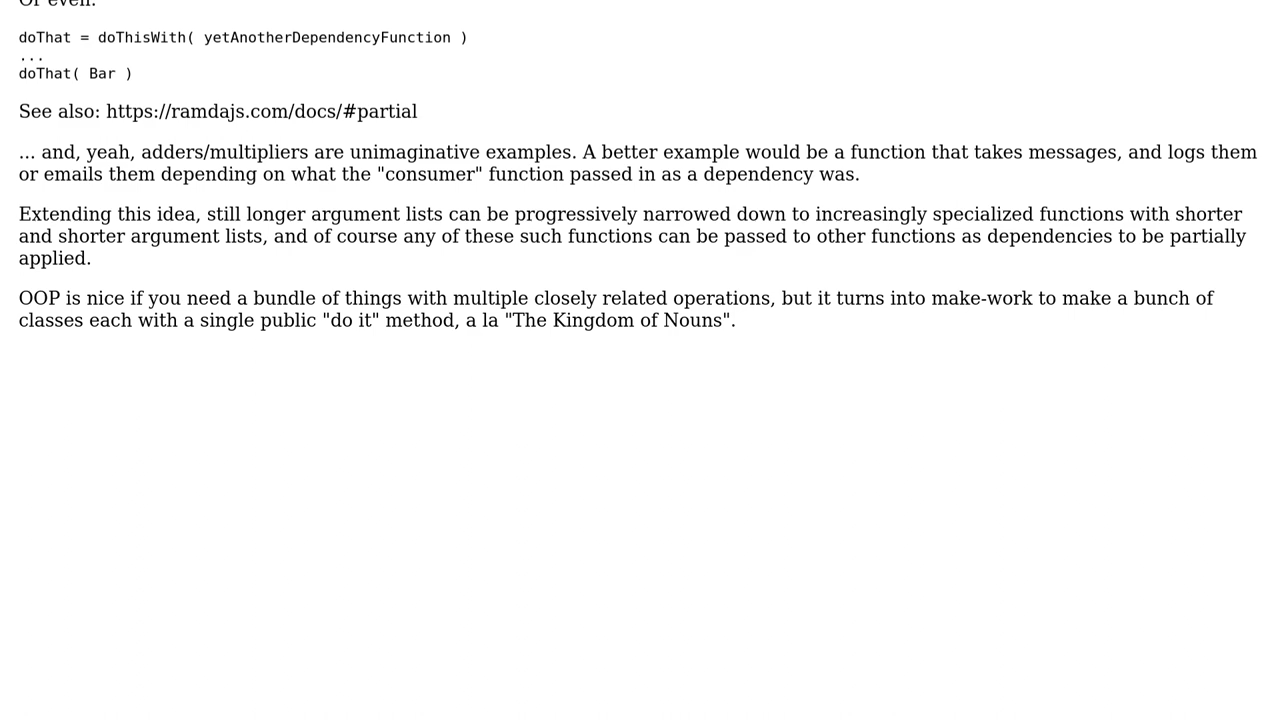 Or even:
doThat = doThisWith( yetAnotherDependencyFunction )
...
doThat( Bar )
See also: https://ramdajs.com/docs/#partial
... and, yeah, adders/multipliers are unimaginative examples. A better example would be a function that takes messages, and logs them
or emails them depending on what the "consumer" function passed in as a dependency was.
Extending this idea, still longer argument lists can be progressively narrowed down to increasingly specialized functions with shorter
and shorter argument lists, and of course any of these such functions can be passed to other functions as dependencies to be partially
applied.
OOP is nice if you need a bundle of things with multiple closely related operations, but it turns into make-work to make a bunch of
classes each with a single public "do it" method, a la "The Kingdom of Nouns".